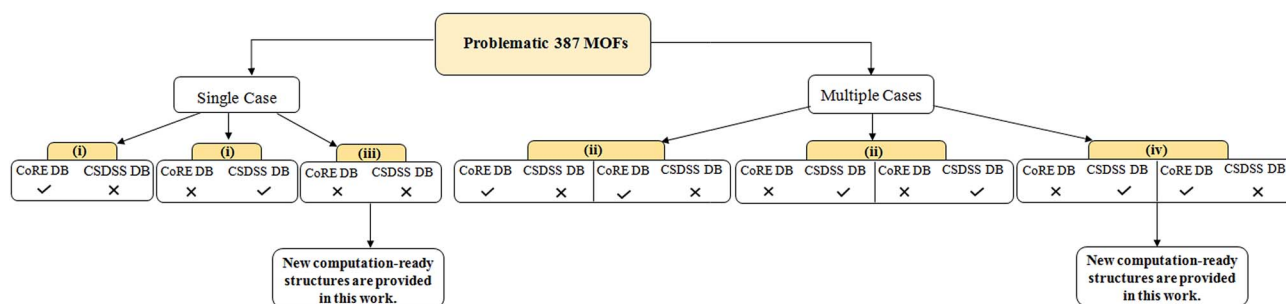 Problematic 387 MOFs
Single Case
Multiple Cases
(i)
(i)
(iii)
(ii)
(ii)
(iv)
CoRE DB CSDSS DB
✓ ✕
CoRE DB CSDSS DB
✕ ✓
CoRE DB CSDSS DB
✕ ✕
CoRE DB CSDSS DB CoRE DB CSDSS DB
✓ ✕ ✓ ✕
CoRE DB CSDSS DB CoRE DB CSDSS DB
✕ ✓ ✕ ✓
CoRE DB CSDSS DB CoRE DB CSDSS DB
✕ ✓ ✓ ✕
New computation-ready
structures are provided
in this work.
New computation-ready
structures are provided
in this work.